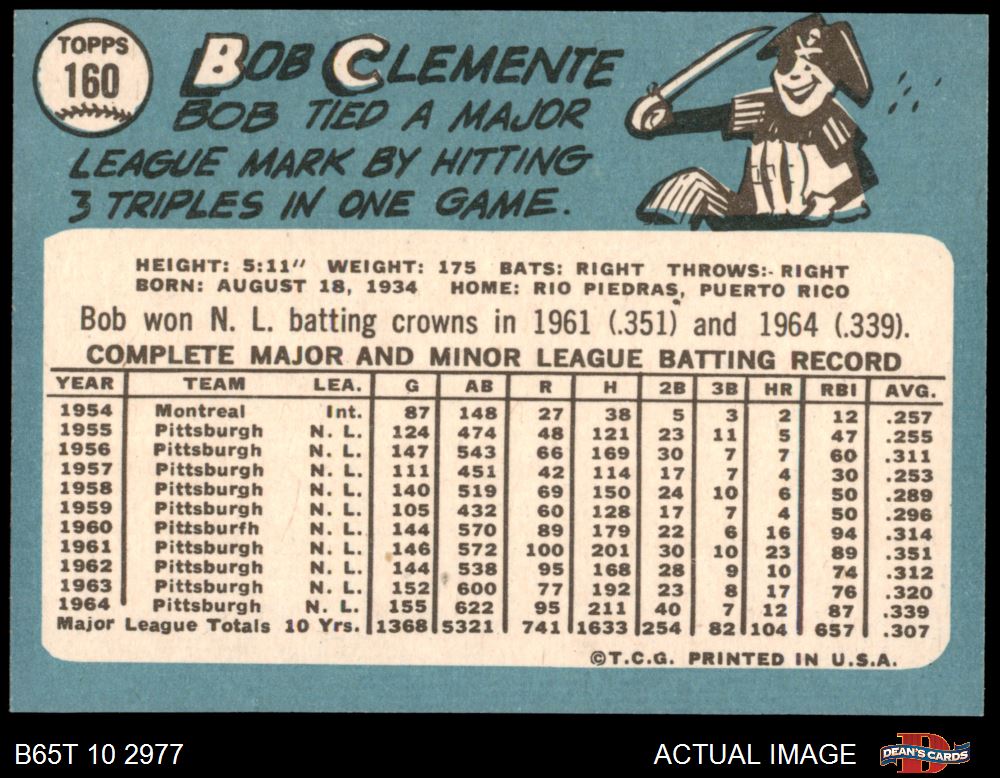 TOPPS
160
BOB CLEMENTE
BOB TIED A MAJOR
LEAGUE MARK BY HITTING
3 TRIPLES IN ONE GAME.
HEIGHT: 5:11" WEIGHT: 175 BATS: RIGHT THROWS:- RIGHT
BORN: AUGUST 18, 1934 HOME: RIO PIEDRAS, PUERTO RICO
Bob won N. L. batting crowns in 1961 (.351) and 1964 (.339).
COMPLETE MAJOR AND MINOR LEAGUE BATTING RECORD
YEAR TEAM LEA. G AB R H 2B 3B HR RBI AVG.
1954 Montreal Int. 87 148 27 38 5 3 2 12 .257
1955 Pittsburgh N. L. 124 474 48 121 23 11 5 47 .255
1956 Pittsburgh N. L. 147 543 66 169 30 7 7 60 .311
1957 Pittsburgh N. L. 111 451 42 114 17 7 4 30 .253
1958 Pittsburgh N. L. 140 519 69 150 24 10 6 50 .289
1959 Pittsburgh N. L. 105 432 60 128 17 7 4 50 .296
1960 Pittsburfh N. L. 144 570 89 179 22 6 16 94 .314
1961 Pittsburgh N. L. 146 572 100 201 30 10 23 89 .351
1962 Pittsburgh N. L. 144 538 95 168 28 9 10 74 .312
1963 Pittsburgh N. L. 152 600 77 192 23 8 17 76 .320
1964 Pittsburgh N. L. 155 622 95 211 40 7 12 87 .339
Major League Totals 10 Yrs. 1368 5321 741 1633 254 82 104 657 .307
©T.C.G. PRINTED IN U.S.A.
B65T 10 2977 ACTUAL IMAGE D DEAN'S CARDS